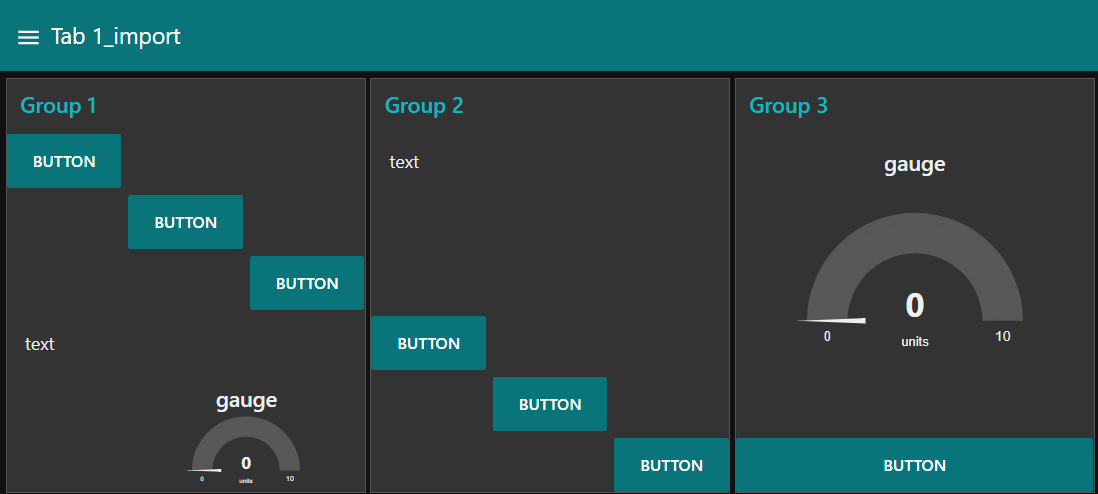 Tab 1_import
Group 1
BUTTON
BUTTON
BUTTON
text
gauge
0
0
units
10
Group 2
text
BUTTON
BUTTON
BUTTON
Group 3
gauge
0
0
units
10
BUTTON